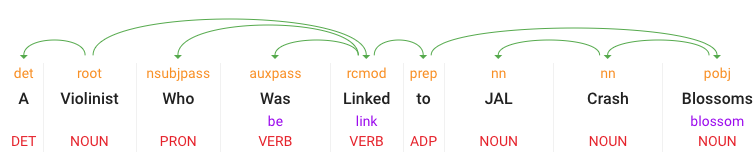 det root nsubjpass auxpass rcmod prep nn nn pobj
A Violinist Who Was Linked to JAL Crash Blossoms
be link blossom
DET NOUN PRON VERB VERB ADP NOUN NOUN NOUN